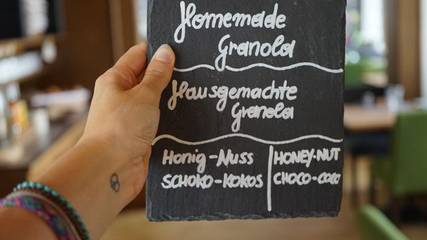 Homemade
Granola
Hausgemachte
Granola
Honig-Nuss
SCHOKO-KOKOS
HONEY-NUT
CHOCO-COCO